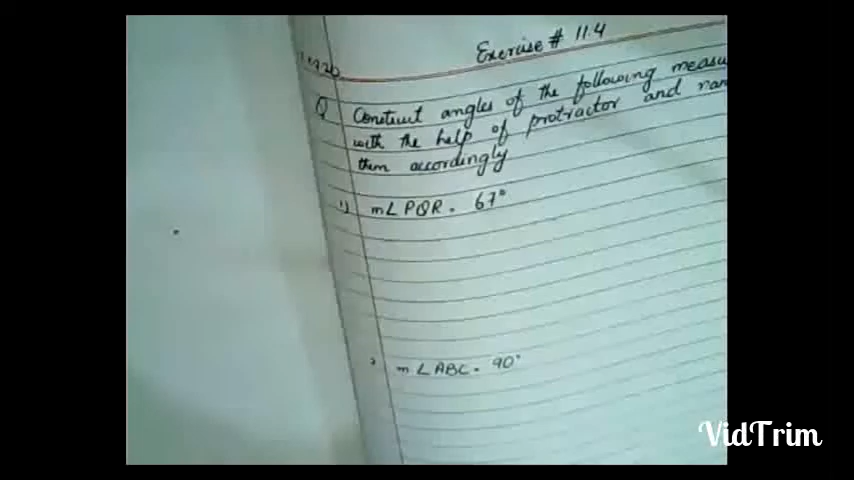 Exercise # 11.4
Q Construct angles of the following measu
with the help of protractor and nam
them accordingly
1) m∠PQR = 67°
m∠ABC = 90°
VidTrim